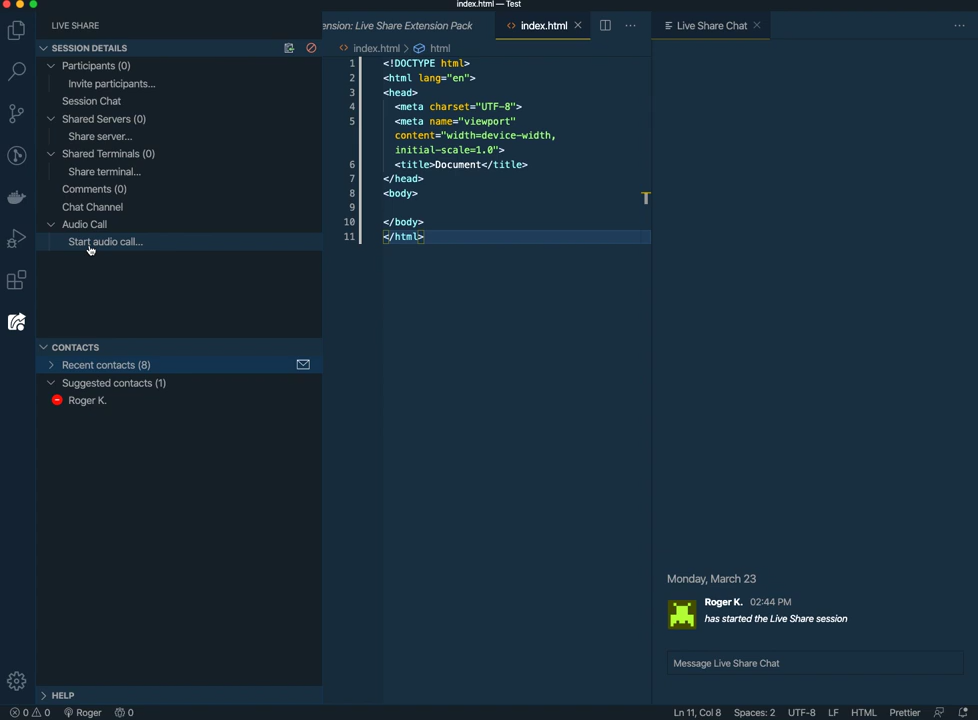 index.html — Test
LIVE SHARE
SESSION DETAILS
Participants (0)
Invite participants...
Session Chat
Shared Servers (0)
Share server...
Shared Terminals (0)
Share terminal...
Comments (0)
Chat Channel
Audio Call
Start audio call...
CONTACTS
Recent contacts (8)
Suggested contacts (1)
Roger K.
HELP
ension: Live Share Extension Pack
index.html
index.html > html
1 <!DOCTYPE html>
2 <html lang="en">
3 <head>
4 <meta charset="UTF-8">
5 <meta name="viewport"
content="width=device-width,
initial-scale=1.0">
6 <title>Document</title>
7 </head>
8 <body>
9
10 </body>
11 </html>
Live Share Chat
Monday, March 23
Roger K. 02:44 PM
has started the Live Share session
Message Live Share Chat
0 0 Roger 0 Ln 11, Col 8 Spaces: 2 UTF-8 LF HTML Prettier